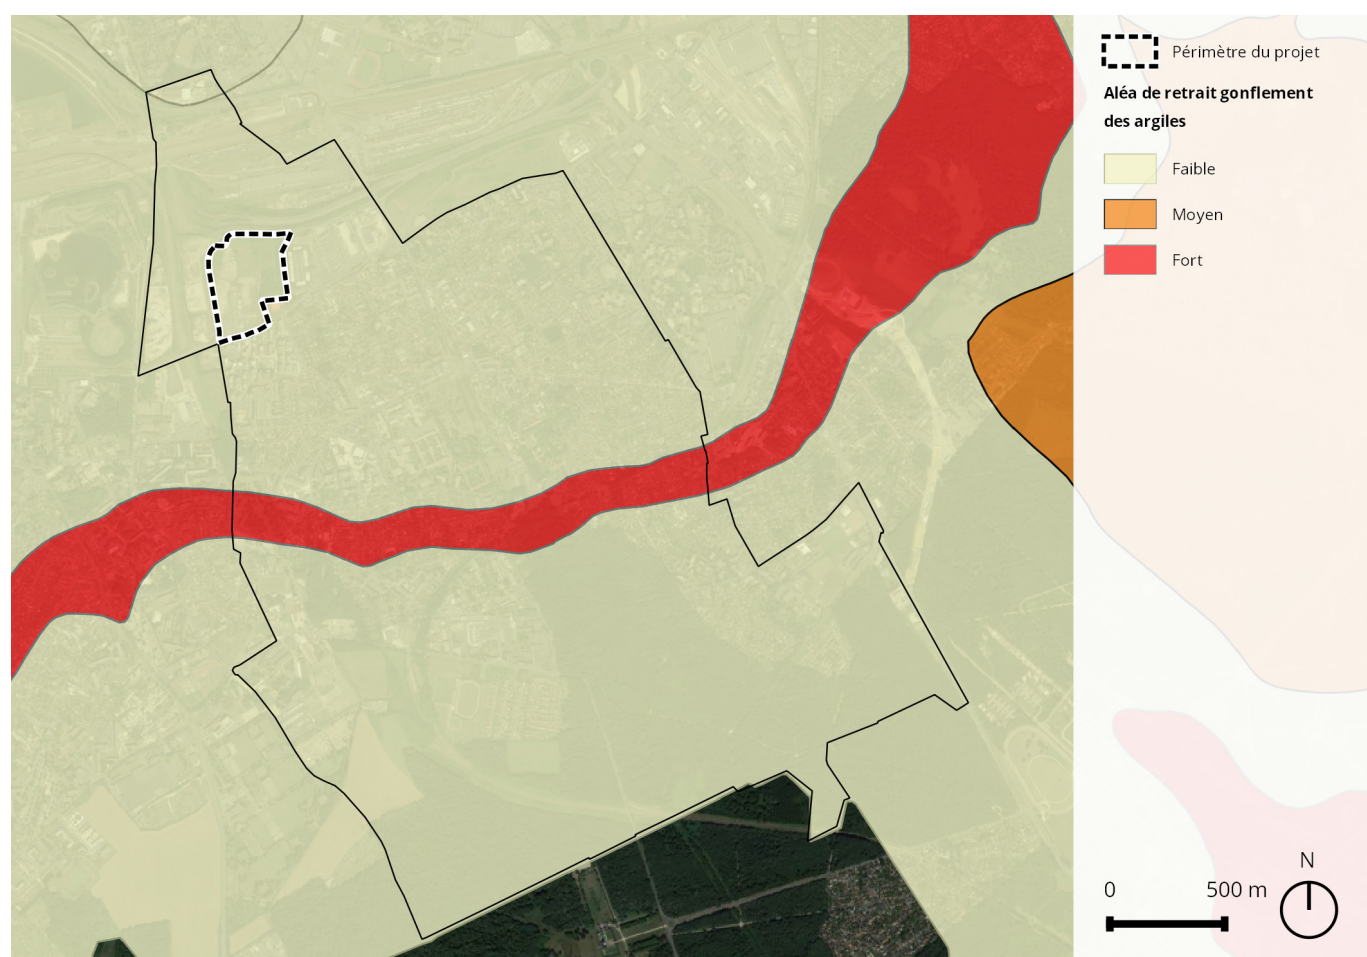 Périmètre du projet
Aléa de retrait gonflement
des argiles
Faible
Moyen
Fort
N
0 500 m